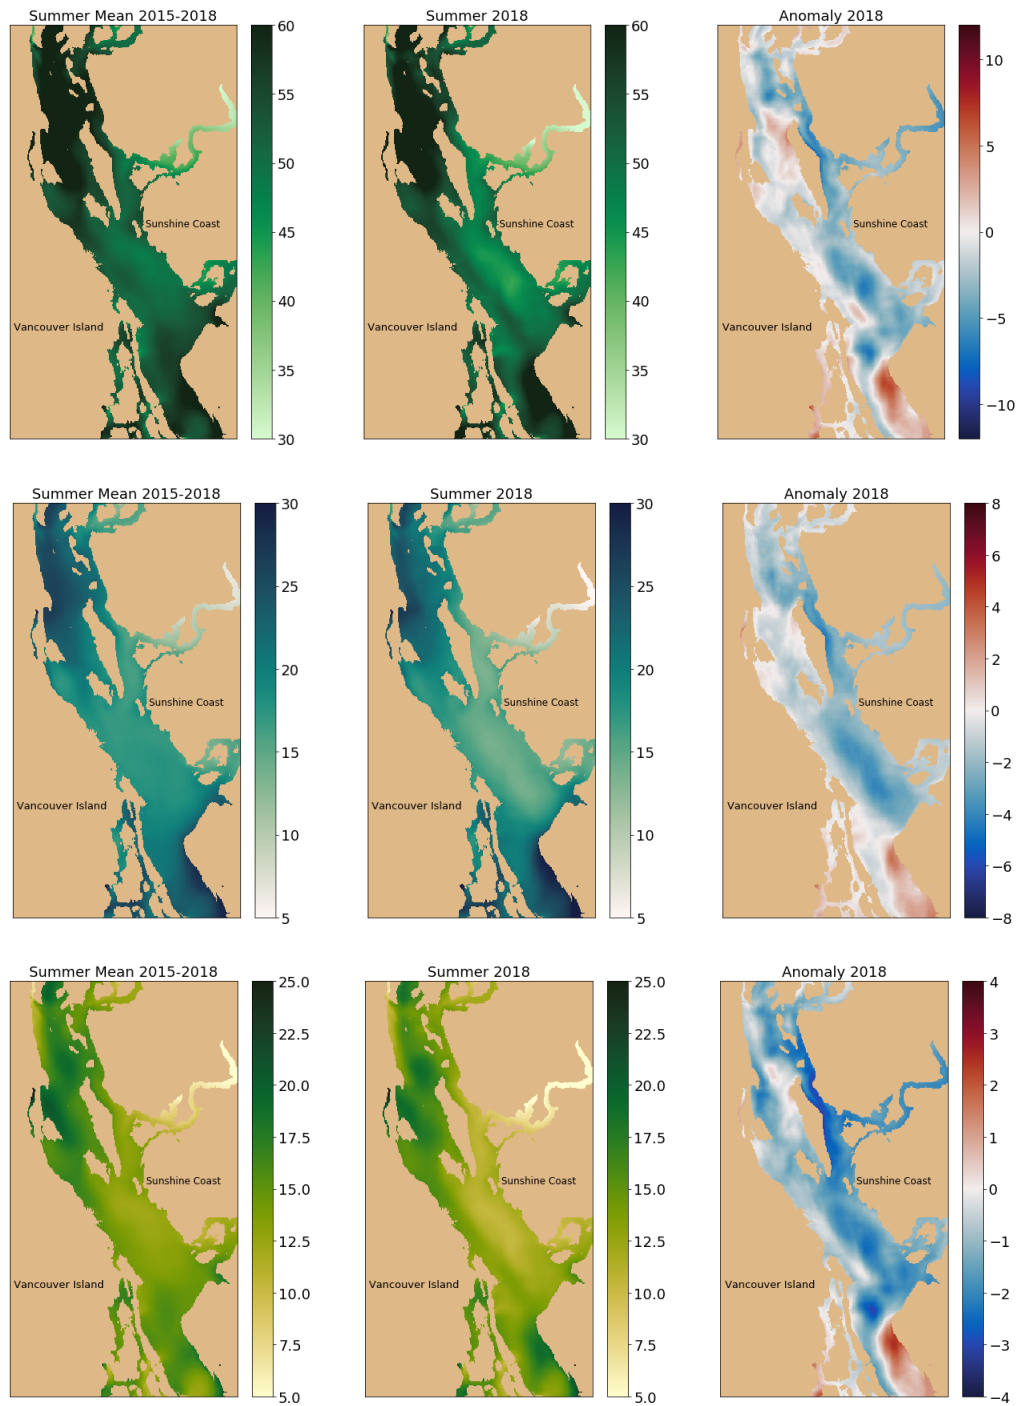 Summer Mean 2015-2018
Summer 2018
Anomaly 2018
60
55
50
45
40
35
30
60
55
50
45
40
35
30
10
5
0
−5
−10
Sunshine Coast
Vancouver Island
Sunshine Coast
Vancouver Island
Sunshine Coast
Vancouver Island
Summer Mean 2015-2018
Summer 2018
Anomaly 2018
30
25
20
15
10
5
30
25
20
15
10
5
8
6
4
2
0
−2
−4
−6
−8
Sunshine Coast
Vancouver Island
Sunshine Coast
Vancouver Island
Sunshine Coast
Vancouver Island
Summer Mean 2015-2018
Summer 2018
Anomaly 2018
25.0
22.5
20.0
17.5
15.0
12.5
10.0
7.5
5.0
25.0
22.5
20.0
17.5
15.0
12.5
10.0
7.5
5.0
4
3
2
1
0
−1
−2
−3
−4
Sunshine Coast
Vancouver Island
Sunshine Coast
Vancouver Island
Sunshine Coast
Vancouver Island